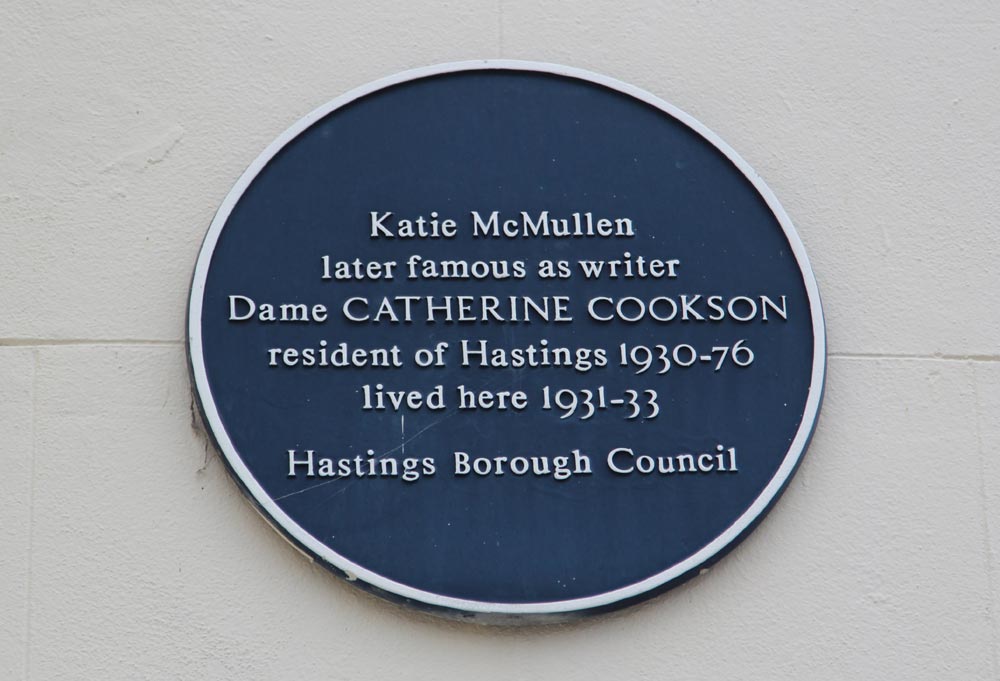 Katie McMullen
later famous as writer
Dame CATHERINE COOKSON
resident of Hastings 1930-76
lived here 1931-33
Hastings Borough Council